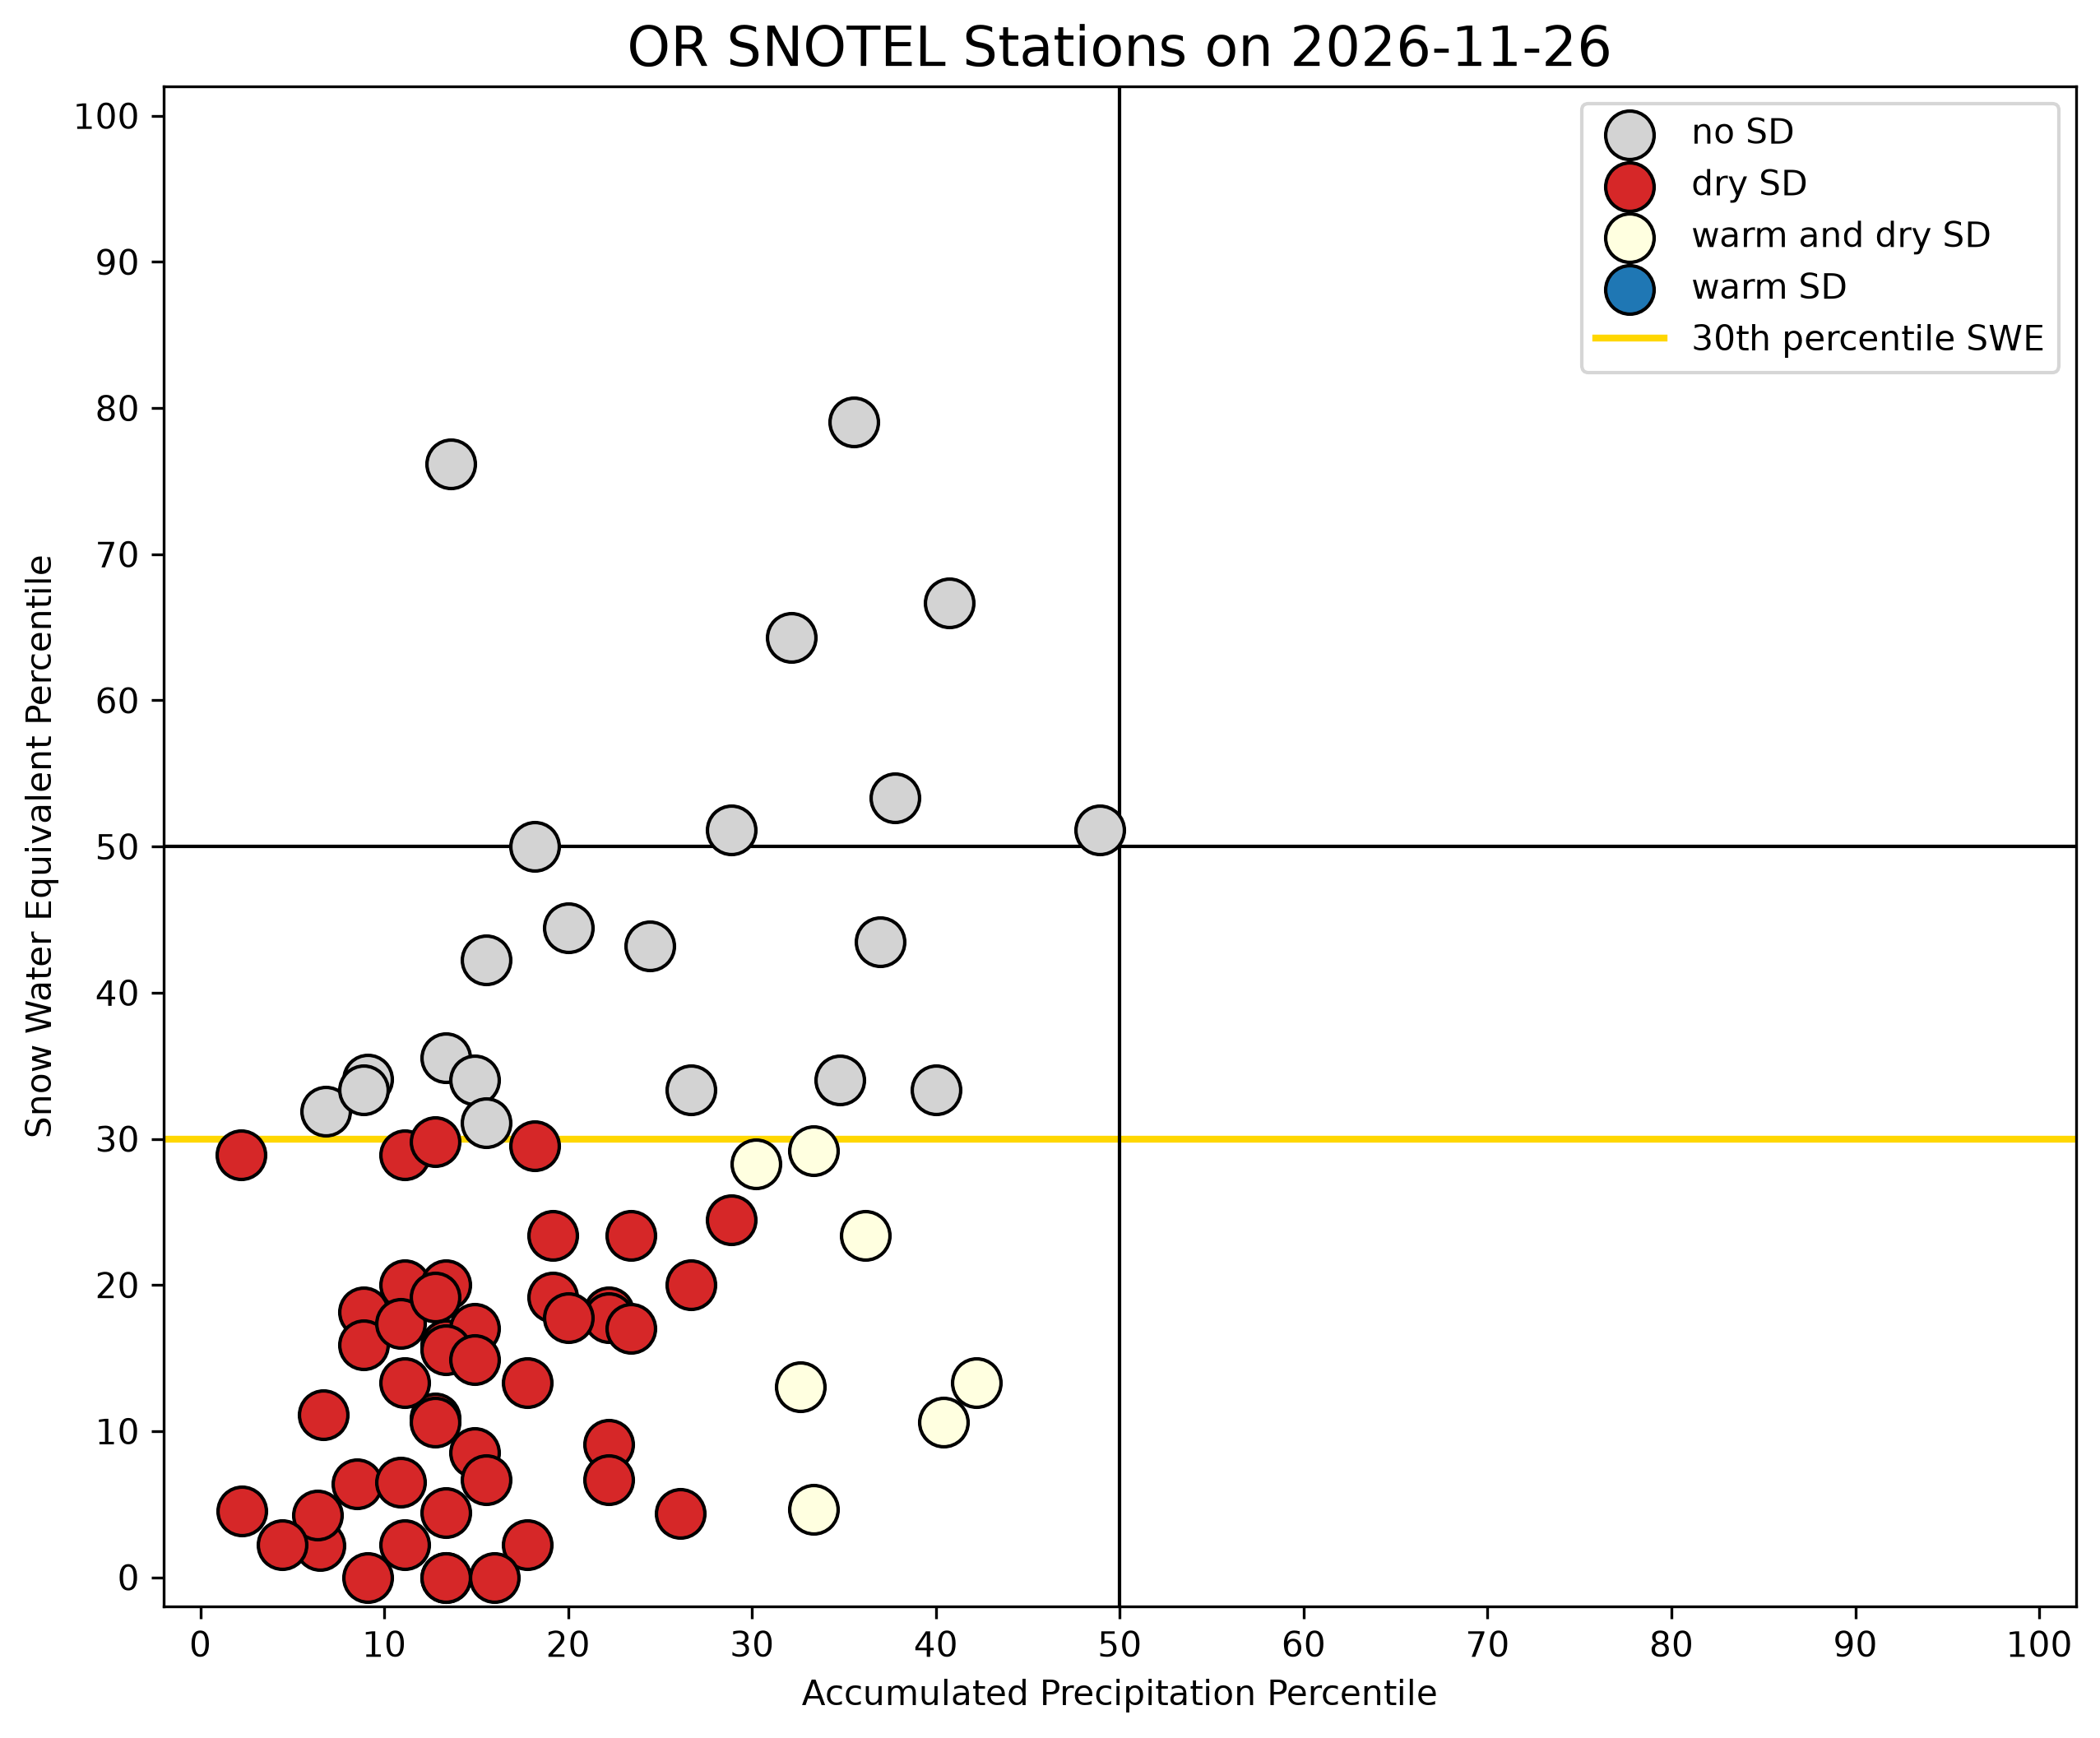 OR SNOTEL Stations on 2026-11-26
100
90
80
70
60
50
40
30
20
10
0
Snow Water Equivalent Percentile
no SD
dry SD
warm and dry SD
warm SD
30th percentile SWE
0 10 20 30 40 50 60 70 80 90 100
Accumulated Precipitation Percentile